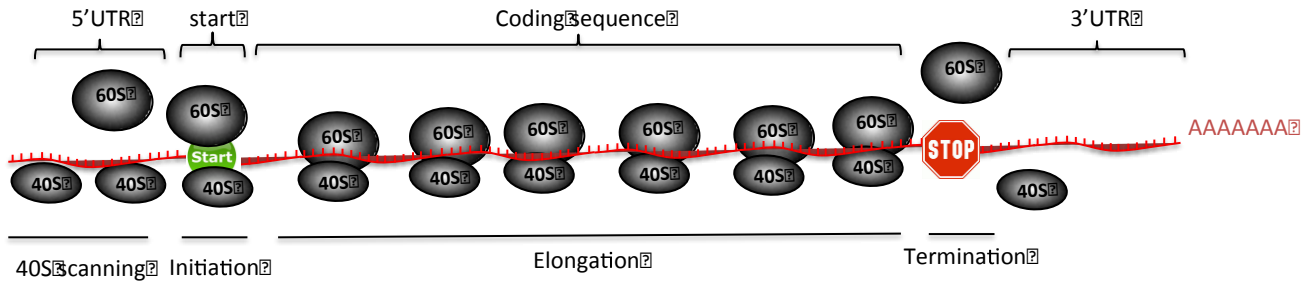 5'UTR
start
Coding sequence
3'UTR
60S
60S
60S
60S
60S
60S
60S
60S
60S
Start
STOP
AAAAAAA
40S
40S
40S
40S
40S
40S
40S
40S
40S
40S
40S scanning
Initiation
Elongation
Termination